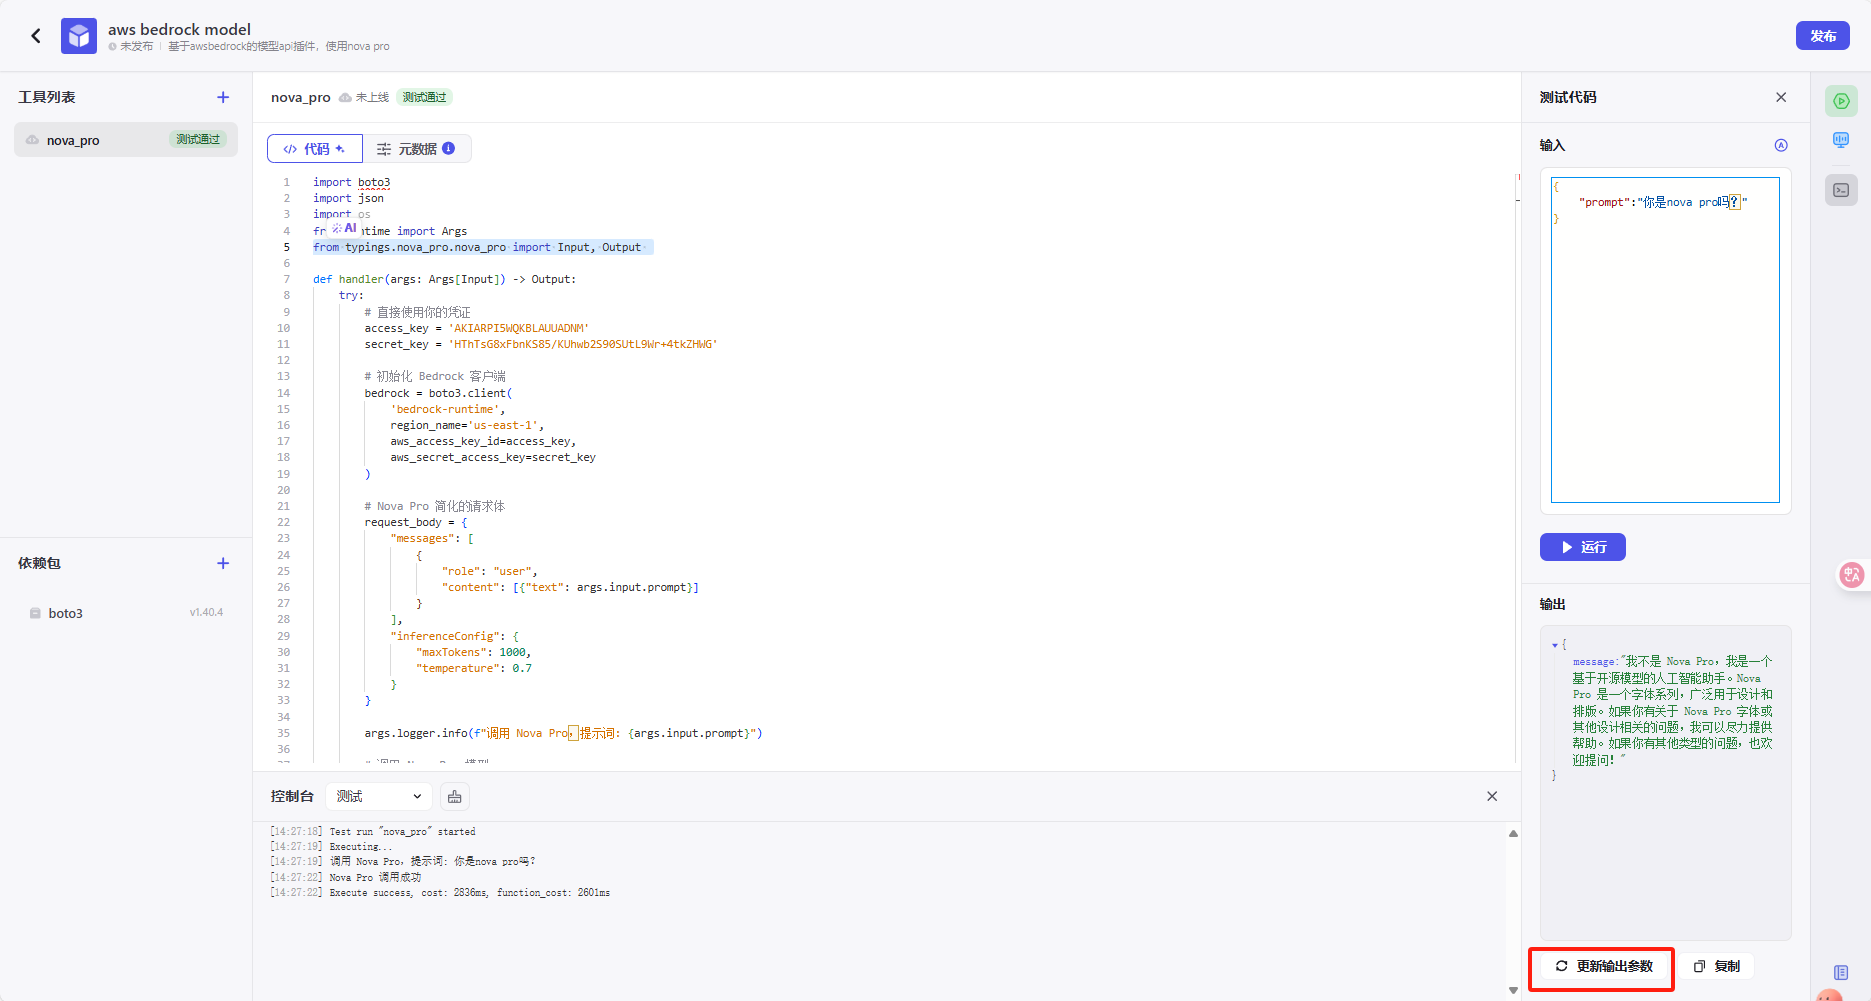 aws bedrock model
未发布 | 基于awsbedrock的模型api插件，使用nova pro
发布
工具列表
nova_pro 测试通过
依赖包
boto3 v1.40.4
nova_pro 未上线 测试通过
代码
元数据
1 import boto3
2 import json
3 import os
AI
4 fr ntime import Args
5 from typings.nova_pro.nova_pro import Input, Output
6
7 def handler(args: Args[Input]) -> Output:
8 try:
9 # 直接使用你的凭证
10 access_key = 'AKIARPI5WQKBLAUUADNM'
11 secret_key = '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'
12
13 # 初始化 Bedrock 客户端
14 bedrock = boto3.client(
15 'bedrock-runtime',
16 region_name='us-east-1',
17 aws_access_key_id=access_key,
18 aws_secret_access_key=secret_key
19 )
20
21 # Nova Pro 简化的请求体
22 request_body = {
23 "messages": [
24 {
25 "role": "user",
26 "content": [{"text": args.input.prompt}]
27 }
28 ],
29 "inferenceConfig": {
30 "maxTokens": 1000,
31 "temperature": 0.7
32 }
33 }
34
35 args.logger.info(f"调用 Nova Pro，提示词: {args.input.prompt}")
36
控制台 测试
[14:27:18] Test run "nova_pro" started
[14:27:19] Executing...
[14:27:19] 调用 Nova Pro，提示词: 你是nova pro吗？
[14:27:22] Nova Pro 调用成功
[14:27:22] Execute success, cost: 2836ms, function_cost: 2601ms
测试代码
输入
{
"prompt":"你是nova pro吗？"
}
运行
输出
{
message:"我不是 Nova Pro，我是一个
基于开源模型的人工智能助手。Nova
Pro 是一个字体系列，广泛用于设计和
排版。如果你有关于 Nova Pro 字体或
其他设计相关的问题，我可以尽力提供
帮助。如果你有其他类型的问题，也欢
迎提问！"
}
更新输出参数
复制